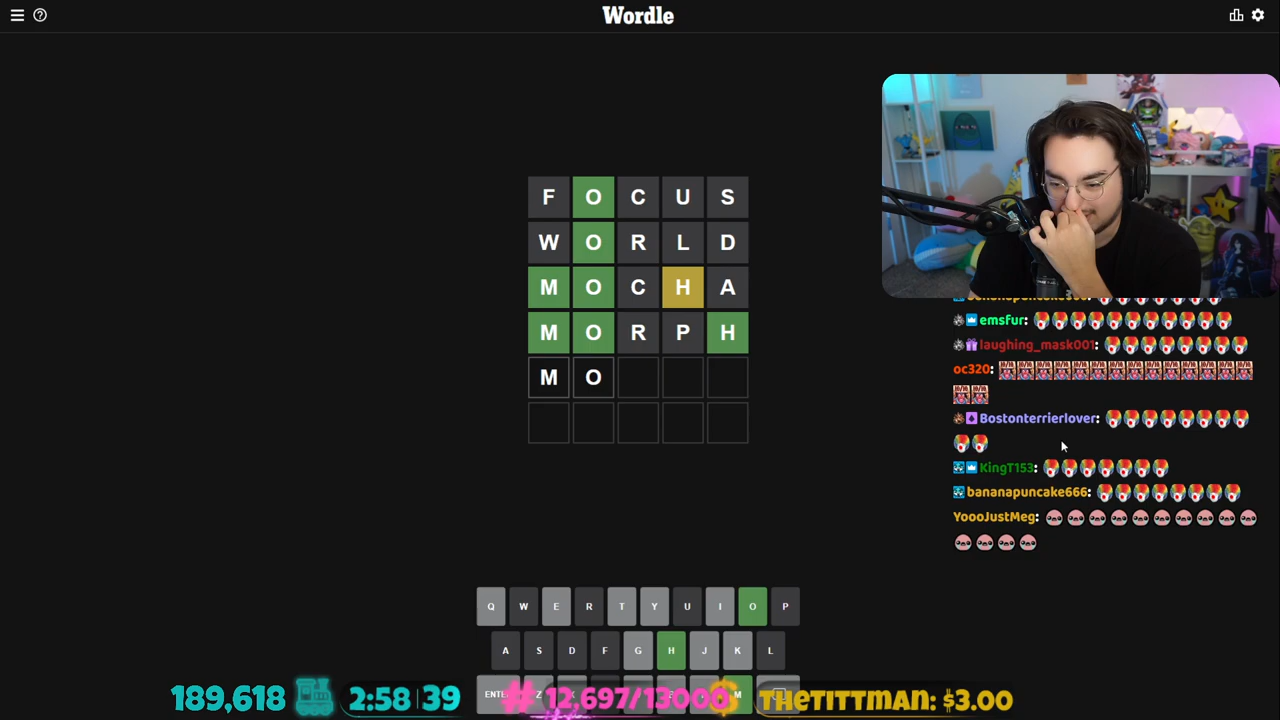 Wordle
F O C U S
W O R L D
M O C H A
M O R P H
M O
emsfur:
laughing_mask001:
oc320:
Bostonterrierlover:
KingT153:
bananapuncake666:
YoooJustMeg:
Q W E R T Y U I O P
A S D F G H J K L
ENTER Z M
189,618 2:58 39 # 12,697/13000 $ THETITTMAN: $3.00